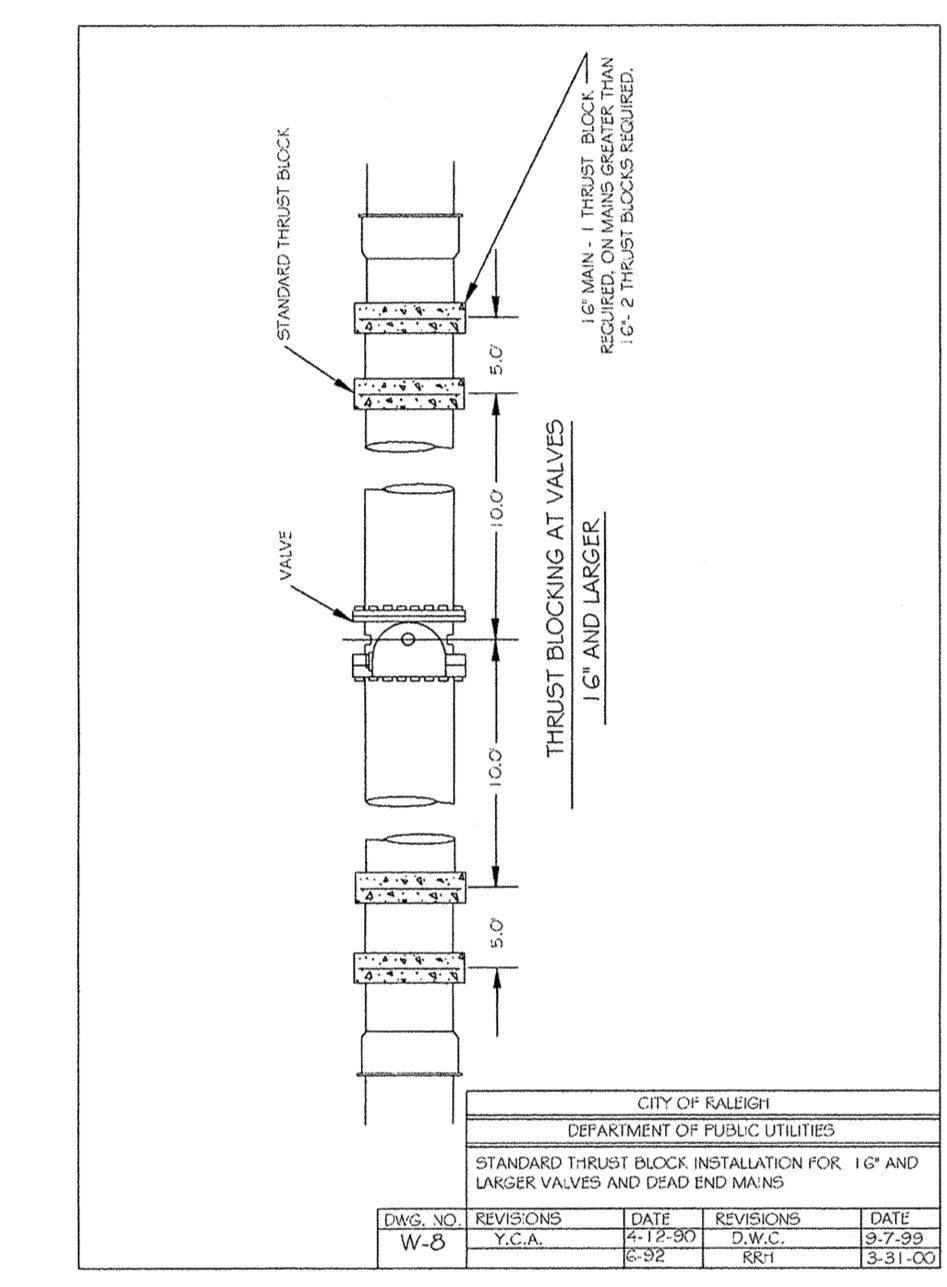 STANDARD THRUST BLOCK
VALVE
16" MAIN - 1 THRUST BLOCK
REQUIRED. ON MAINS GREATER THAN
16"- 2 THRUST BLOCKS REQUIRED.
5.0'
10.0'
10.0'
5.0'
THRUST BLOCKING AT VALVES
16" AND LARGER
CITY OF RALEIGH
DEPARTMENT OF PUBLIC UTILITIES
STANDARD THRUST BLOCK INSTALLATION FOR 16" AND
LARGER VALVES AND DEAD END MAINS
DWG. NO. REVISIONS DATE REVISIONS DATE
W-8 Y.C.A. 4-12-90 D.W.C. 9-7-99
6-92 RRH 3-31-00